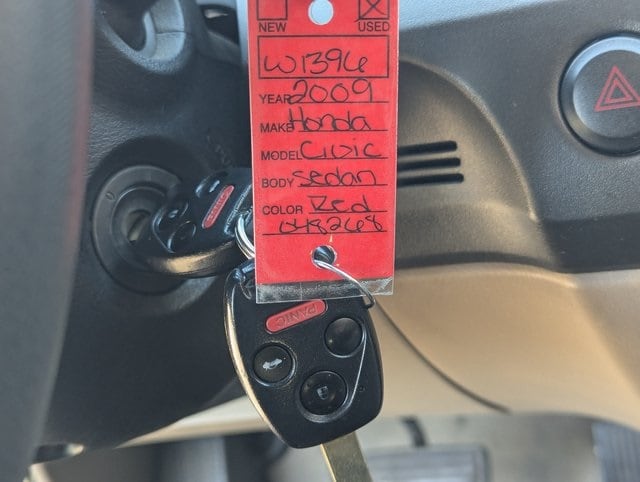 NEW USED
W1396
YEAR 2009
MAKE Honda
MODEL Civic
BODY Sedan
COLOR Red
048268
PANIC